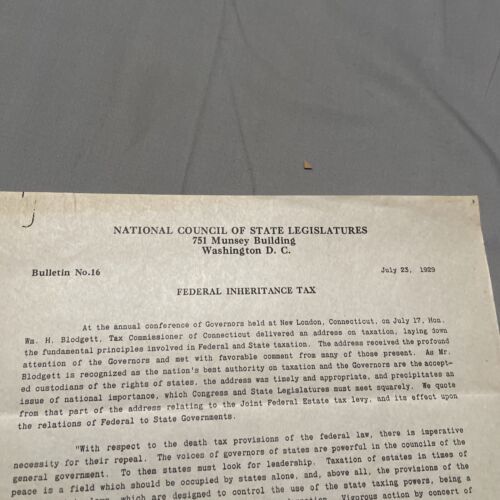 NATIONAL COUNCIL OF STATE LEGISLATURES
751 Munsey Building
Washington D. C.
Bulletin No.16
July 23, 1929
FEDERAL INHERITANCE TAX
At the annual conference of Governors held at New London, Connecticut, on July 17, Hon.
Wm. H. Blodgett, Tax Commissioner of Connecticut delivered an address on taxation, laying down
the fundamental principles involved in Federal and State taxation. The address received the profound
attention of the Governors and met with favorable comment from many of those present. As Mr.
Blodgett is recognized as the nation's best authority on taxation and the Governors are the accept-
ed custodians of the rights of states, the address was timely and appropriate, and precipitates an
issue of national importance, which Congress and State Legislatures must meet squarely. We quote
from that part of the address relating to the Joint Federal Estate tax levy, and its effect upon
the relations of Federal to State Governments.
"With respect to the death tax provisions of the federal law, there is imperative
necessity for their repeal. The voices of governors of states are powerful in the councils of the
general government. To them states must look for leadership. Taxation of estates in times of
peace is a field which should be occupied by states alone, and, above all, the provisions of the
which are designed to control the use of the state taxing powers, being a
Vigorous action by concert of